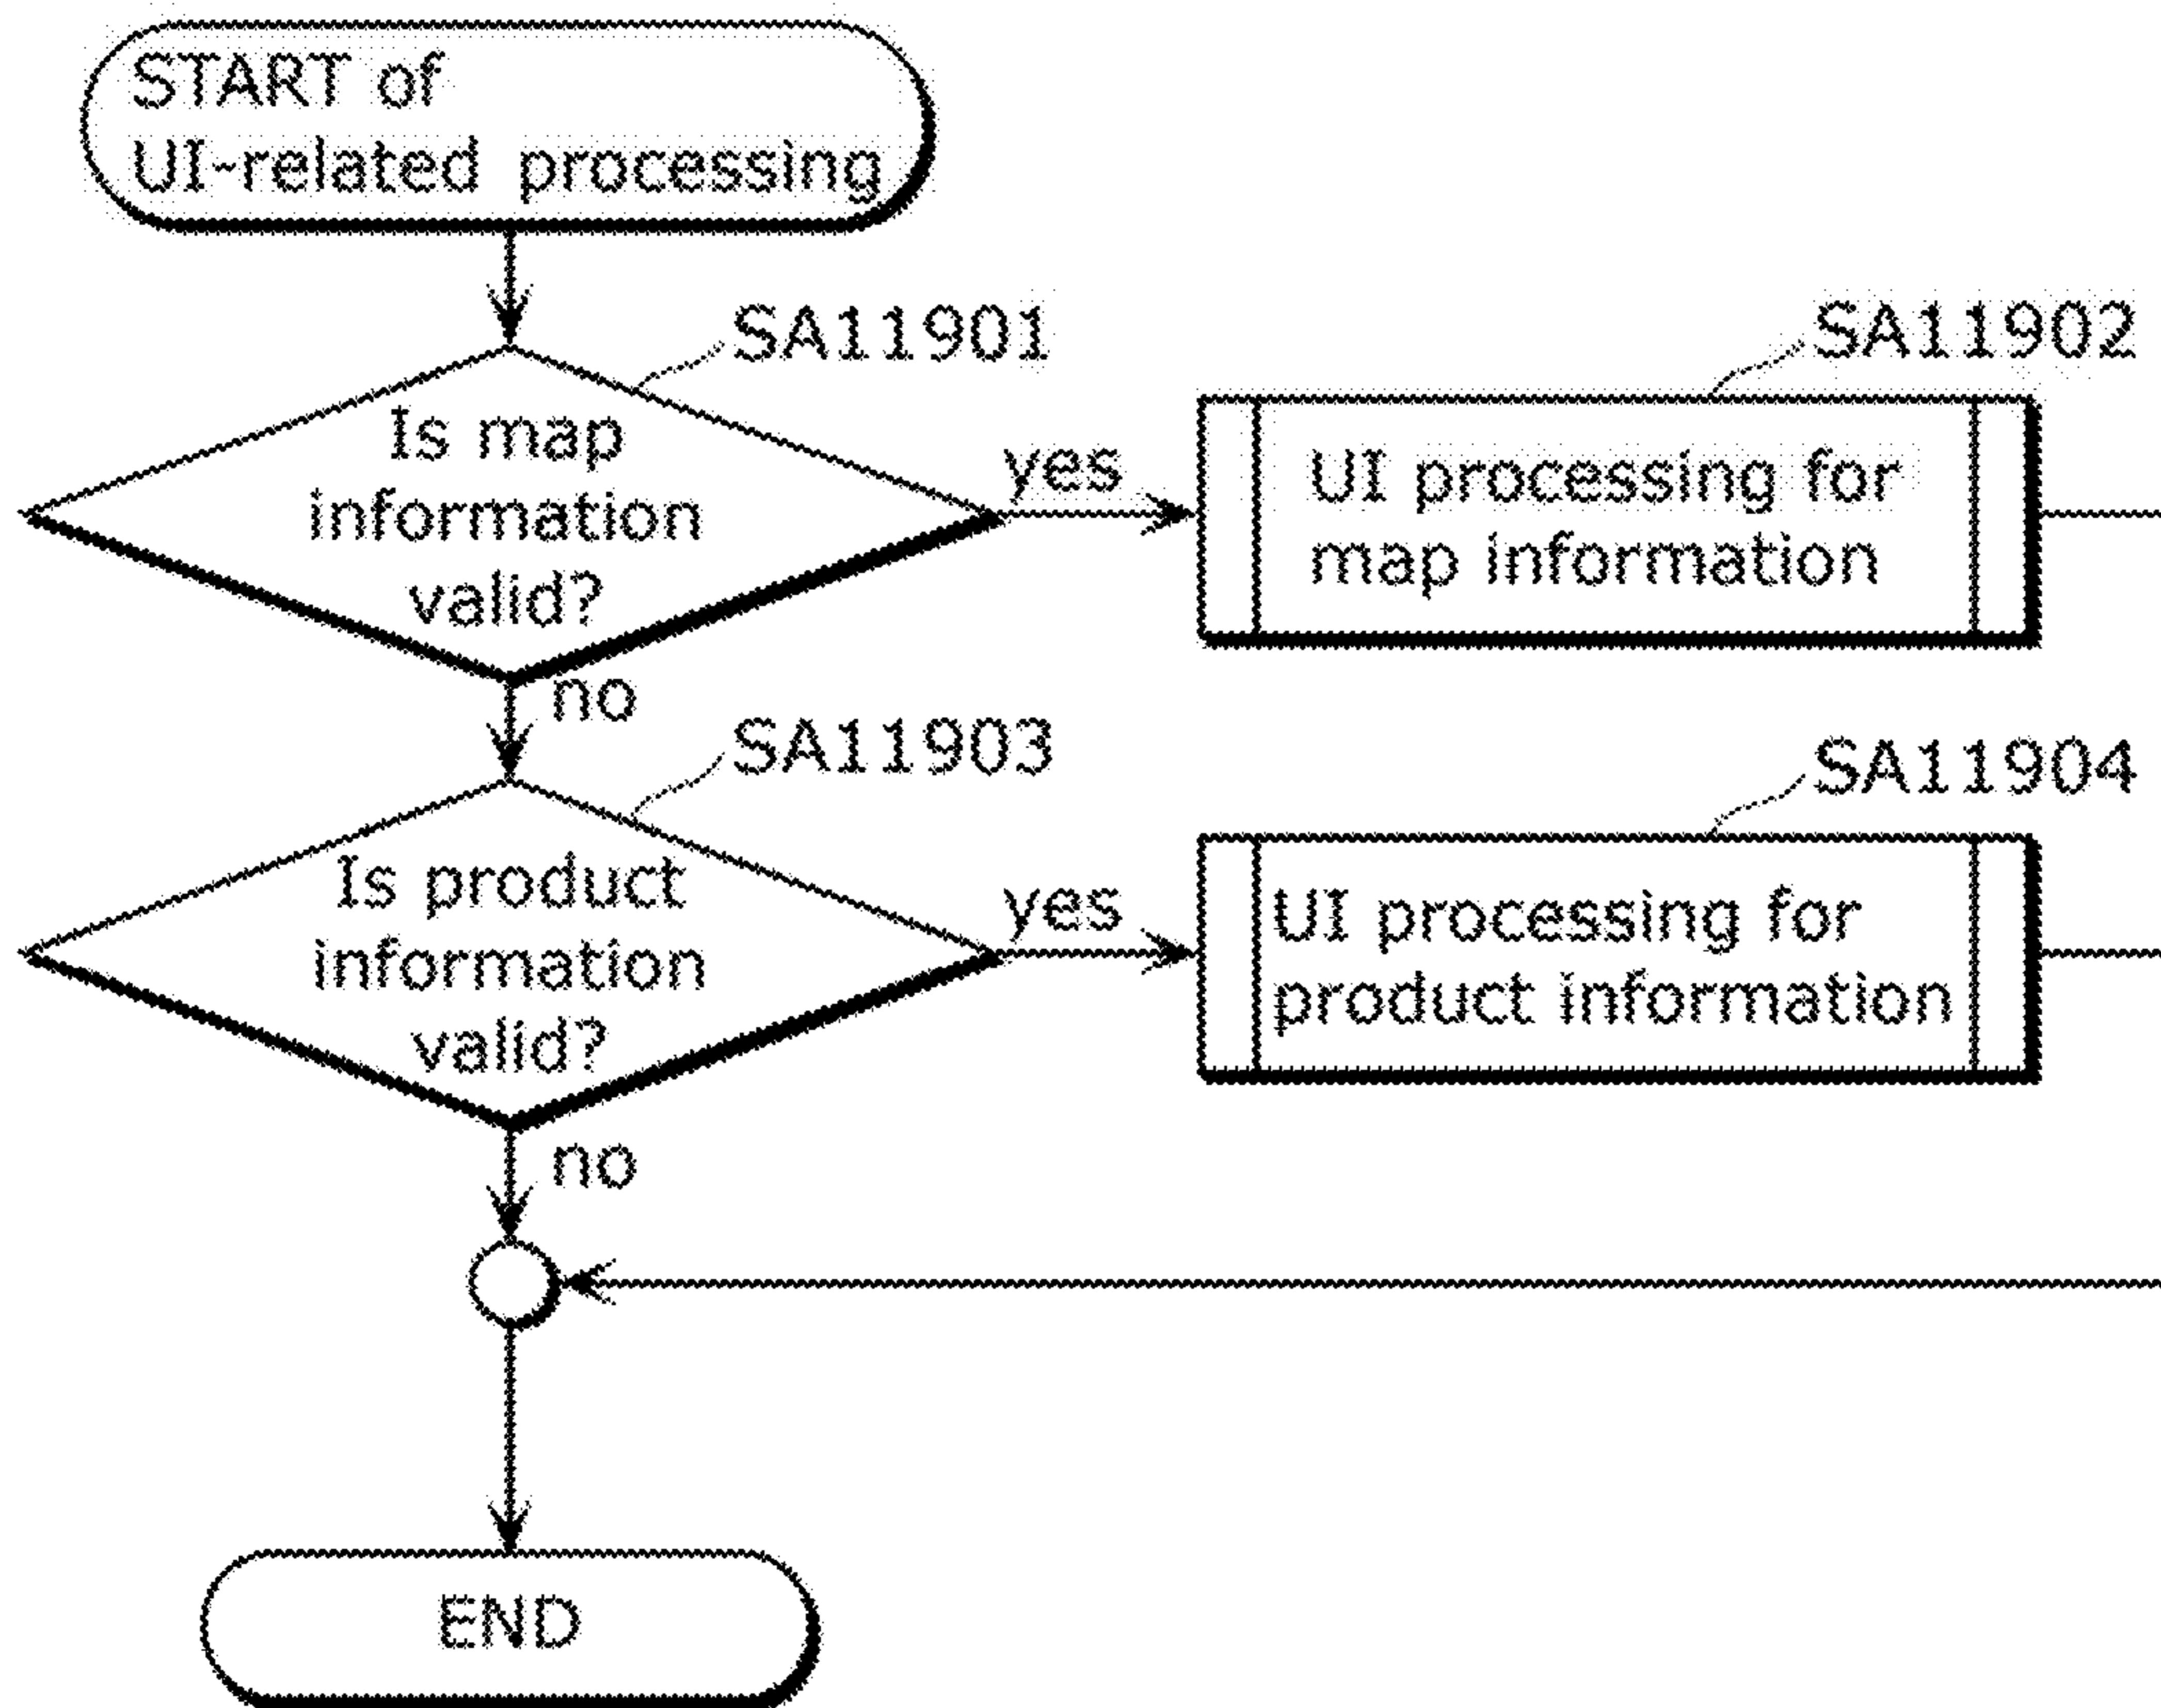 START of
UI-related processing
SA11901
Is map
information
valid?
yes
SA11902
UI processing for
map information
no
SA11903
Is product
information
valid?
yes
SA11904
UI processing for
product information
no
END